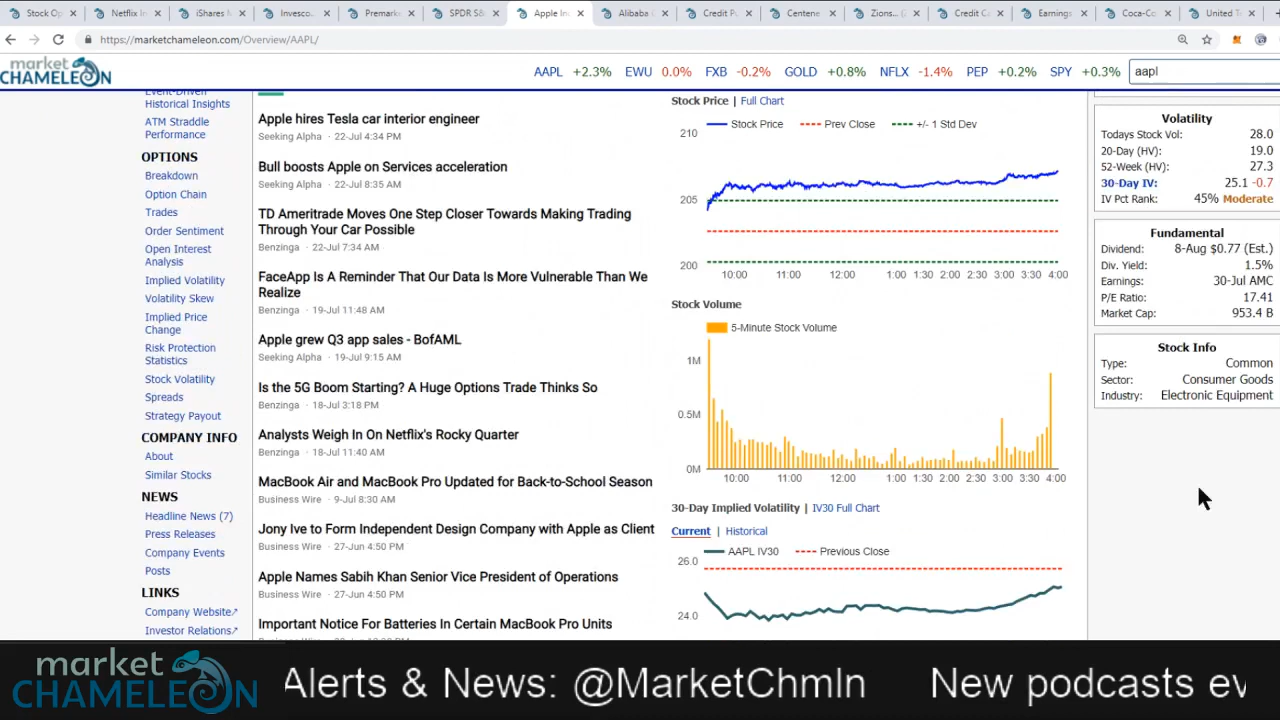 Stock Op
Netflix In
iShares M
Invesco
Premark
SPDR S&
Apple In
Alibaba I
Credit P
Centene
Zions...
Credit C
Earnings
Coca-Co
United T
https://marketchameleon.com/Overview/AAPL/
market
CHAMELEON
AAPL +2.3% EWU 0.0% FXB -0.2% GOLD +0.8% NFLX -1.4% PEP +0.2% SPY +0.3%
aapl
Event-Driven
Historical Insights
ATM Straddle
Performance
OPTIONS
Breakdown
Option Chain
Trades
Order Sentiment
Open Interest
Analysis
Implied Volatility
Volatility Skew
Implied Price
Change
Risk Protection
Statistics
Stock Volatility
Spreads
Strategy Payout
COMPANY INFO
About
Similar Stocks
NEWS
Headline News (7)
Press Releases
Company Events
Posts
LINKS
Company Website↗
Investor Relations↗
Apple hires Tesla car interior engineer
Seeking Alpha · 22-Jul 4:34 PM
Bull boosts Apple on Services acceleration
Seeking Alpha · 22-Jul 8:35 AM
TD Ameritrade Moves One Step Closer Towards Making Trading
Through Your Car Possible
Benzinga · 22-Jul 7:34 AM
FaceApp Is A Reminder That Our Data Is More Vulnerable Than We
Realize
Benzinga · 19-Jul 11:48 AM
Apple grew Q3 app sales - BofAML
Seeking Alpha · 19-Jul 9:15 AM
Is the 5G Boom Starting? A Huge Options Trade Thinks So
Benzinga · 18-Jul 3:18 PM
Analysts Weigh In On Netflix's Rocky Quarter
Benzinga · 18-Jul 11:40 AM
MacBook Air and MacBook Pro Updated for Back-to-School Season
Business Wire · 9-Jul 8:30 AM
Jony Ive to Form Independent Design Company with Apple as Client
Business Wire · 27-Jun 4:50 PM
Apple Names Sabih Khan Senior Vice President of Operations
Business Wire · 27-Jun 4:50 PM
Important Notice For Batteries In Certain MacBook Pro Units
Stock Price | Full Chart
Stock Price Prev Close +/- 1 Std Dev
210
205
200
10:00 11:00 12:00 1:00 1:30 2:00 2:30 3:00 3:30 4:00
Stock Volume
5-Minute Stock Volume
1M
0.5M
0M
10:00 11:00 12:00 1:00 1:30 2:00 2:30 3:00 3:30 4:00
30-Day Implied Volatility | IV30 Full Chart
Current | Historical
AAPL IV30 Previous Close
26.0
24.0
Volatility
Todays Stock Vol: 28.0
20-Day (HV): 19.0
52-Week (HV): 27.3
30-Day IV: 25.1 -0.7
IV Pct Rank: 45% Moderate
Fundamental
Dividend: 8-Aug $0.77 (Est.)
Div. Yield: 1.5%
Earnings: 30-Jul AMC
P/E Ratio: 17.41
Market Cap: 953.4 B
Stock Info
Type: Common
Sector: Consumer Goods
Industry: Electronic Equipment
market
CHAMELEON
Alerts & News: @MarketChmln New podcasts ev